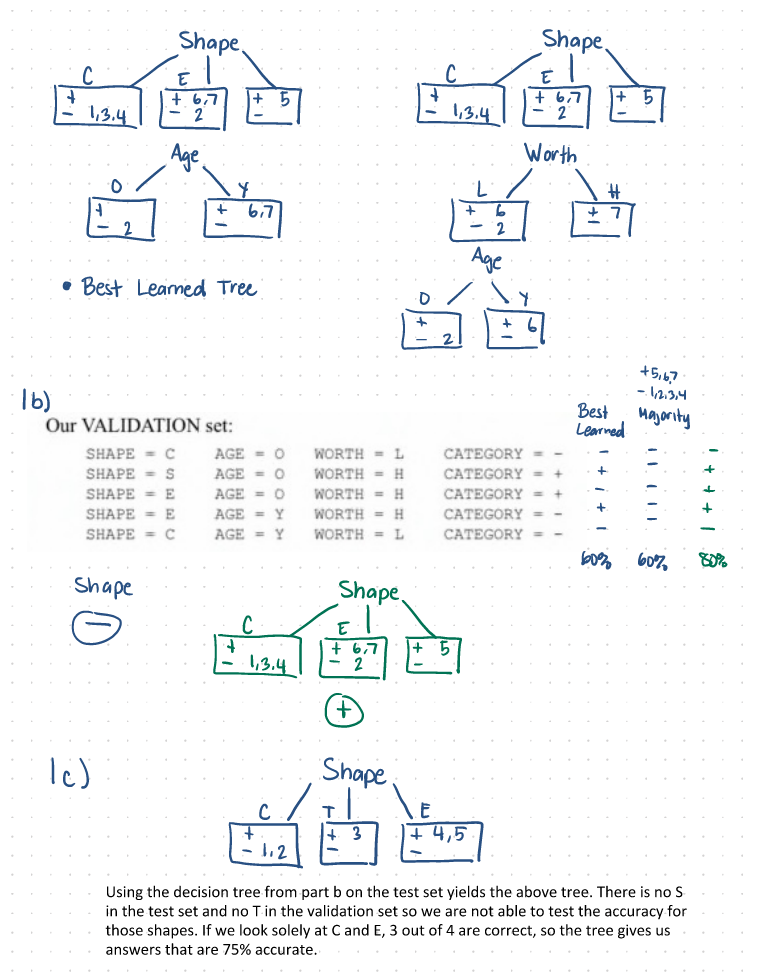 Shape
C E
+ + 6,7 + 5
- 1,3,4 - 2 -
Age
O Y
+ + 6,7
- 2 -
• Best Learned Tree
Shape
C E
+ + 6,7 + 5
- 1,3,4 - 2 -
Worth
L H
+ 6 + 7
- 2 -
Age
O Y
+ + 6
- 2 -
1b)
+5,6,7
- 1,2,3,4
Best Learned
Majority
Our VALIDATION set:
SHAPE = C AGE = O WORTH = L CATEGORY = - - - -
SHAPE = S AGE = O WORTH = H CATEGORY = + + - +
SHAPE = E AGE = O WORTH = H CATEGORY = + - - +
SHAPE = E AGE = Y WORTH = H CATEGORY = - + - +
SHAPE = C AGE = Y WORTH = L CATEGORY = - - - -
60% 60% 80%
Shape
-
Shape
C E
+ + 6,7 + 5
- 1,3,4 - 2 -
+
1c)
Shape
C T E
+ + 3 + 4,5
- 1,2 - -
Using the decision tree from part b on the test set yields the above tree. There is no S
in the test set and no T in the validation set so we are not able to test the accuracy for
those shapes. If we look solely at C and E, 3 out of 4 are correct, so the tree gives us
answers that are 75% accurate.